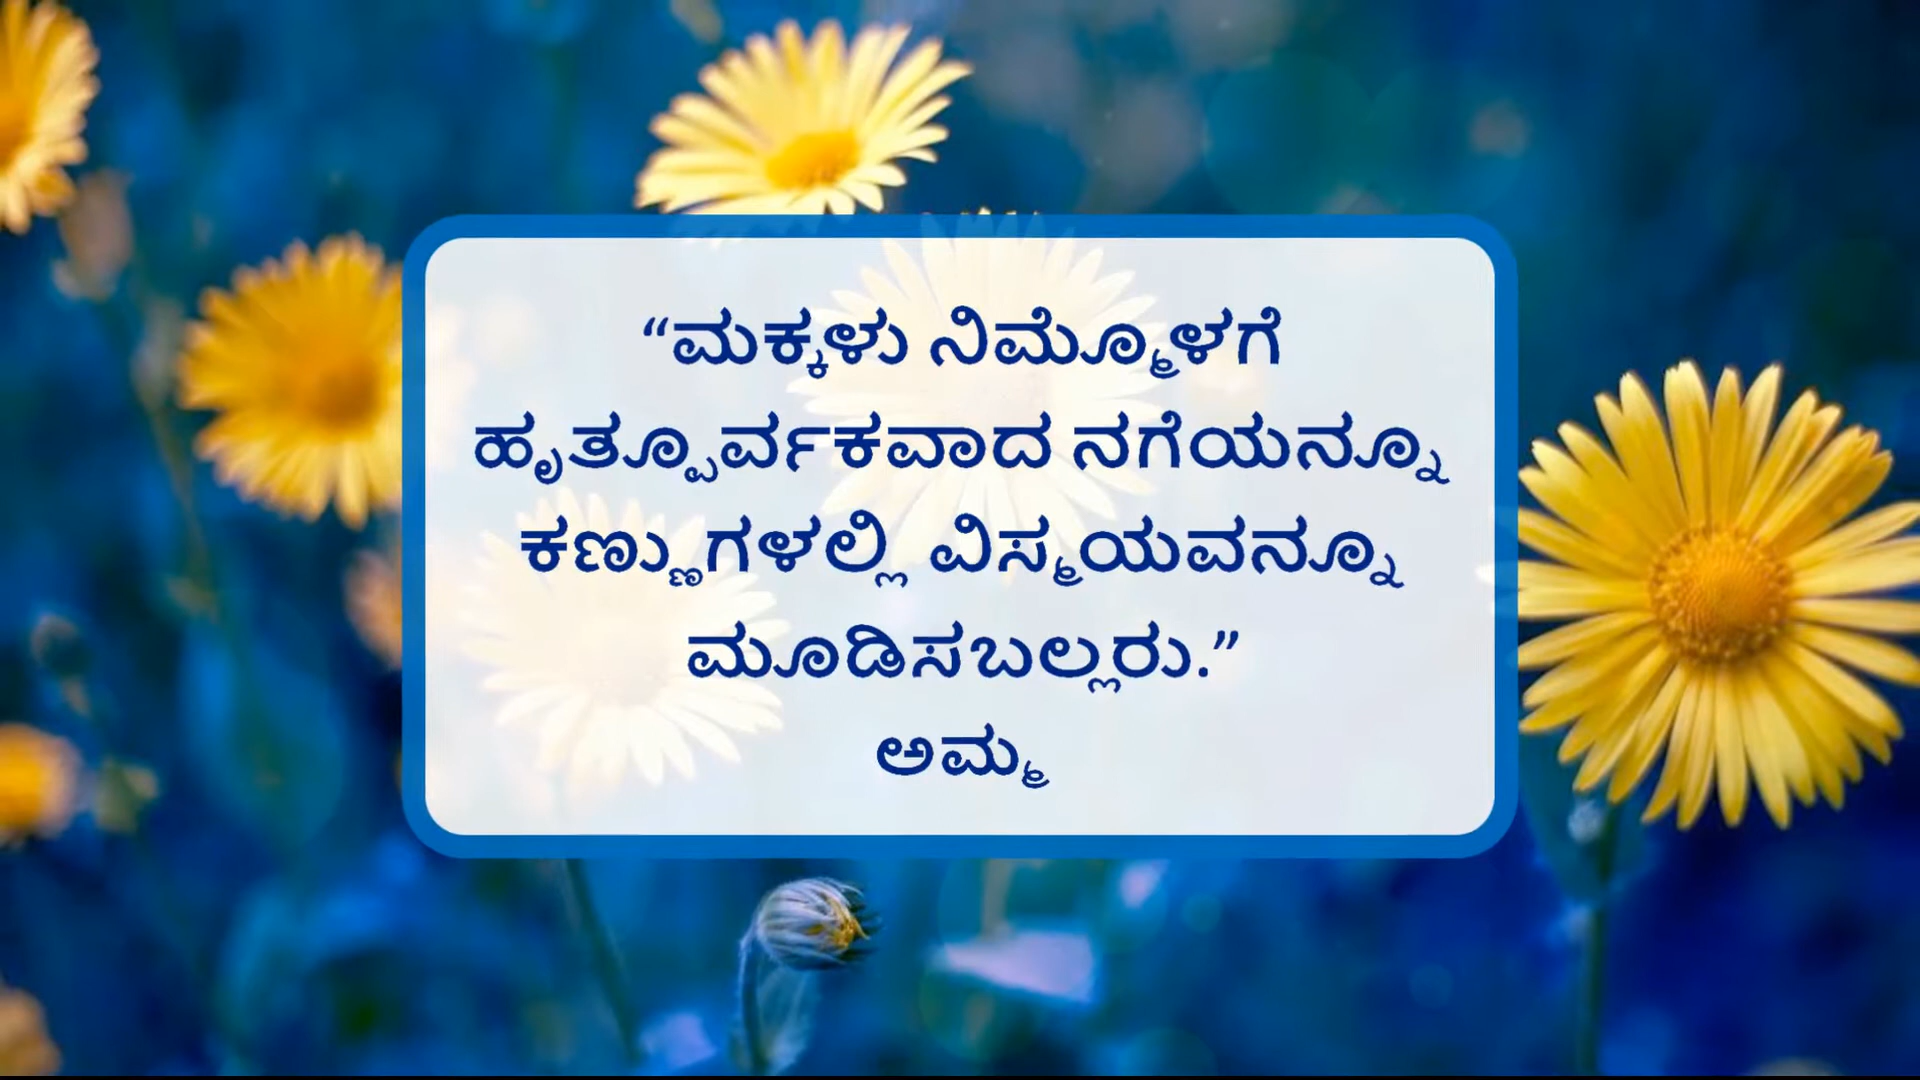 “ಮಕ್ಕಳು ನಿಮ್ಮೊಳಗೆ
ಹೃತ್ಪೂರ್ವಕವಾದ ನಗೆಯನ್ನೂ
ಕಣ್ಣುಗಳಲ್ಲಿ ವಿಸ್ಮಯವನ್ನೂ
ಮೂಡಿಸಬಲ್ಲರು.”
ಅಮ್ಮ